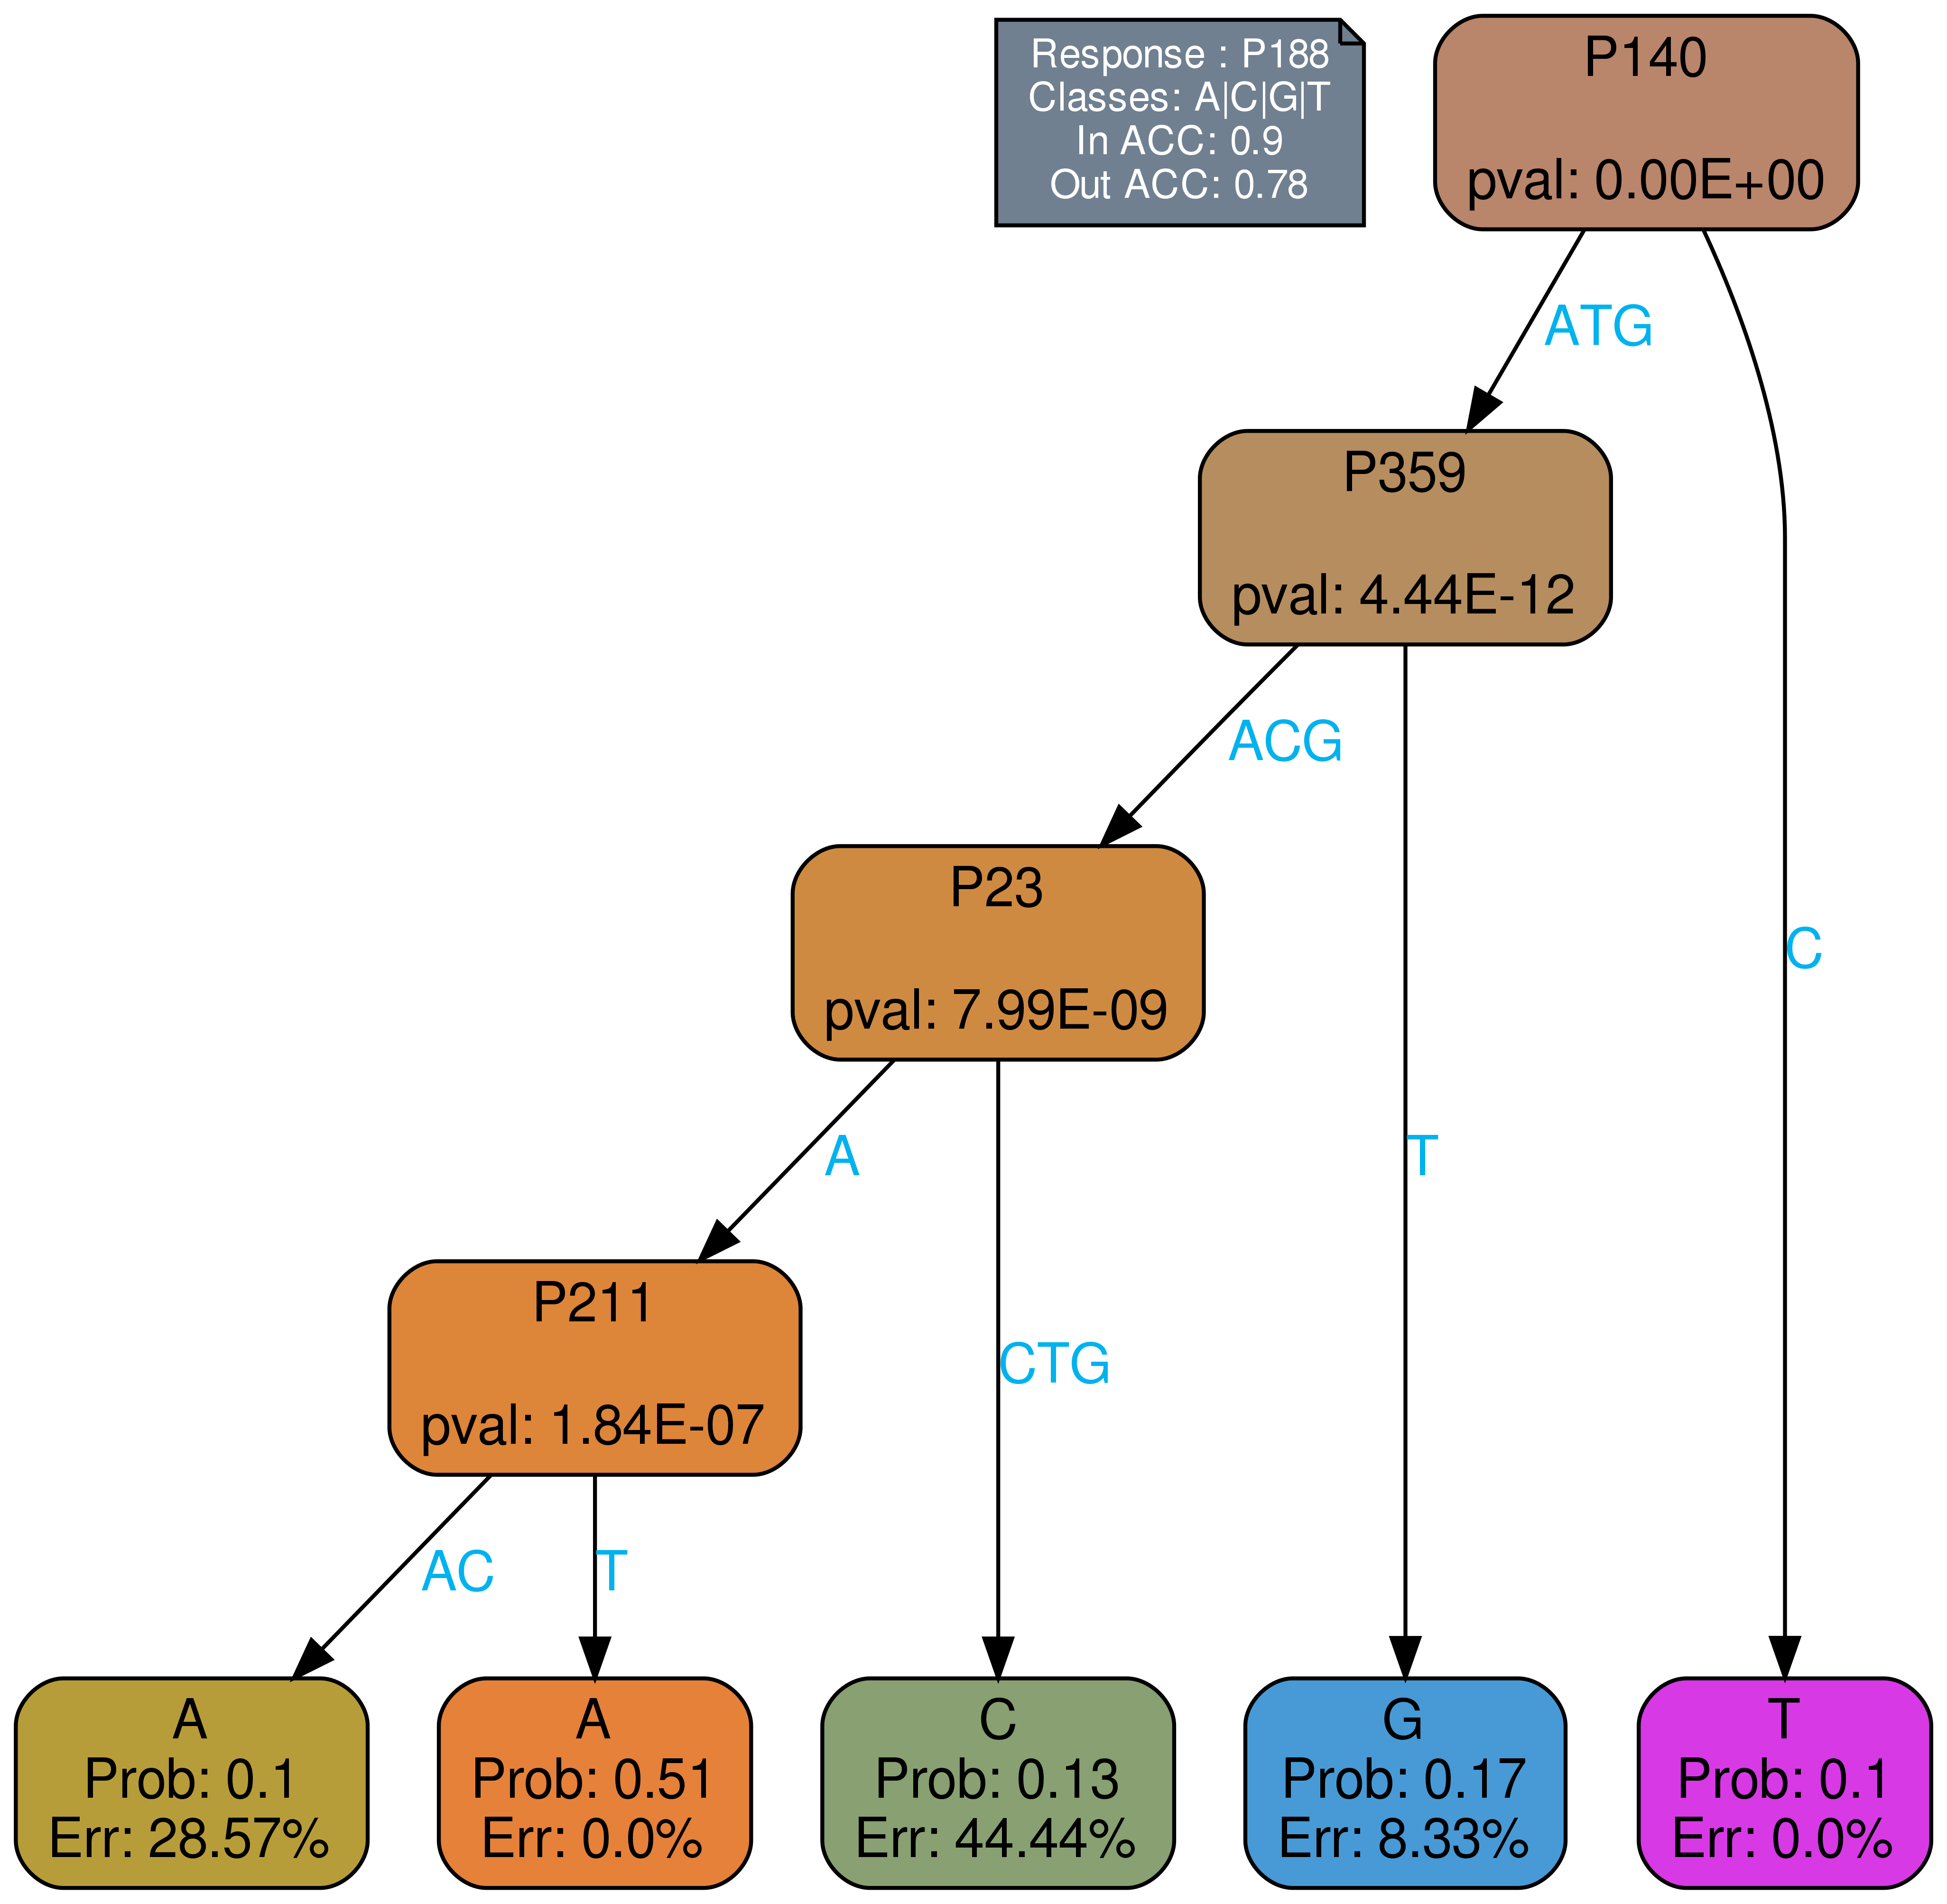 Response : P188
Classes: A|C|G|T
In ACC: 0.9
Out ACC: 0.78
P140
pval: 0.00E+00
ATG
P359
pval: 4.44E-12
ACG
P23
pval: 7.99E-09
C
A
T
P211
pval: 1.84E-07
CTG
AC
T
A
Prob: 0.1
Err: 28.57%
A
Prob: 0.51
Err: 0.0%
C
Prob: 0.13
Err: 44.44%
G
Prob: 0.17
Err: 8.33%
T
Prob: 0.1
Err: 0.0%